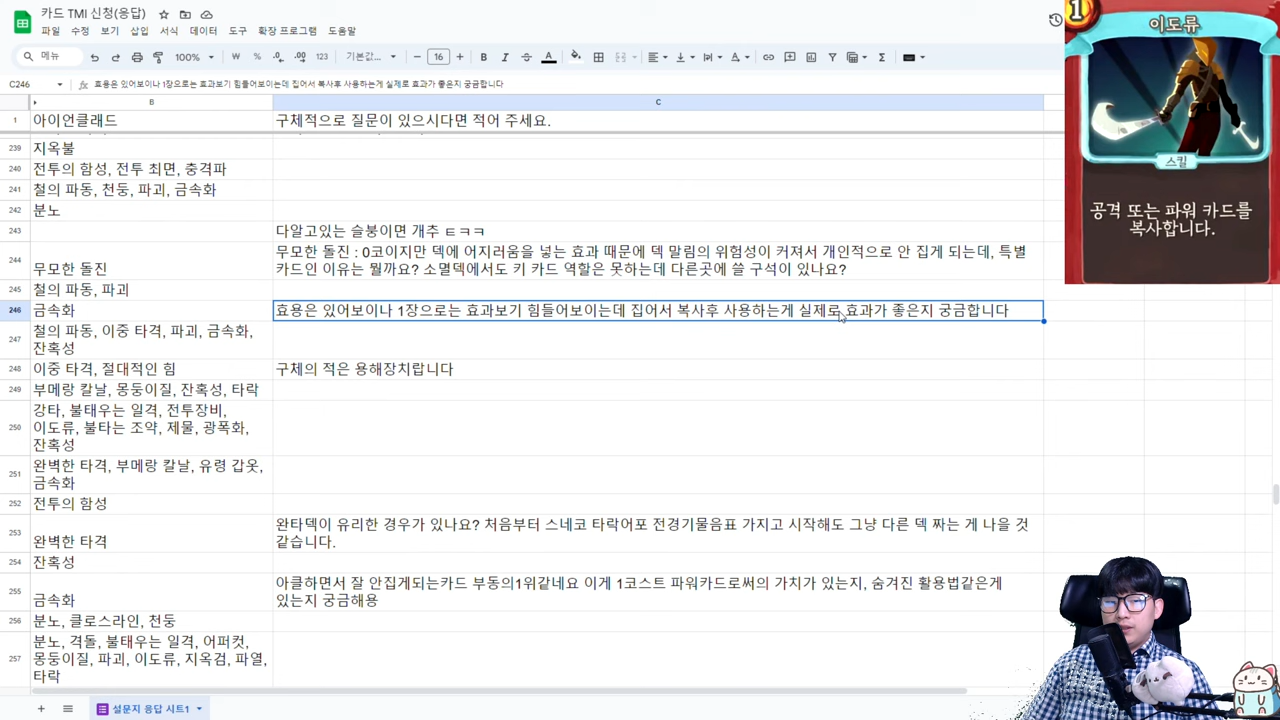 카드 TMI 신청(응답)
파일 수정 보기 삽입 서식 데이터 도구 확장 프로그램 도움말
메뉴 100% ₩ % .0 .00 123 기본값... − 16 + B I A Σ
C246 fx 효용은 있어보이나 1장으로는 효과보기 힘들어보이는데 집어서 복사후 사용하는게 실제로 효과가 좋은지 궁금합니다
B C
1 아이언클래드 구체적으로 질문이 있으시다면 적어 주세요.
239 지옥불
240 전투의 함성, 전투 최면, 충격파
241 철의 파동, 천둥, 파괴, 금속화
242 분노
243 다알고있는 슬붕이면 개추 ㅌㅋㅋ
244 무모한 돌진 무모한 돌진 : 0코이지만 덱에 어지러움을 넣는 효과 때문에 덱 말림의 위험성이 커져서 개인적으로 안 집게 되는데, 특별
카드인 이유는 뭘까요? 소멸덱에서도 키 카드 역할은 못하는데 다른곳에 쓸 구석이 있나요?
245 철의 파동, 파괴
246 금속화 효용은 있어보이나 1장으로는 효과보기 힘들어보이는데 집어서 복사후 사용하는게 실제로 효과가 좋은지 궁금합니다
247 철의 파동, 이중 타격, 파괴, 금속화,
잔혹성
248 이중 타격, 절대적인 힘 구체의 적은 용해장치랍니다
249 부메랑 칼날, 몽둥이질, 잔혹성, 타락
250 강타, 불태우는 일격, 전투장비,
이도류, 불타는 조약, 제물, 광폭화,
잔혹성
251 완벽한 타격, 부메랑 칼날, 유령 갑옷,
금속화
252 전투의 함성
253 완벽한 타격 완타덱이 유리한 경우가 있나요? 처음부터 스네코 타락어포 전경기물음표 가지고 시작해도 그냥 다른 덱 짜는 게 나을 것
같습니다.
254 잔혹성
255 금속화 아클하면서 잘 안집게되는카드 부동의1위같네요 이게 1코스트 파워카드로써의 가치가 있는지, 숨겨진 활용법같은게
있는지 궁금해용
256 분노, 클로스라인, 천둥
257 분노, 격돌, 불태우는 일격, 어퍼컷,
몽둥이질, 파괴, 이도류, 지옥검, 파열,
타락
설문지 응답 시트1
1
이도류
스킬
공격 또는 파워 카드를
복사합니다.